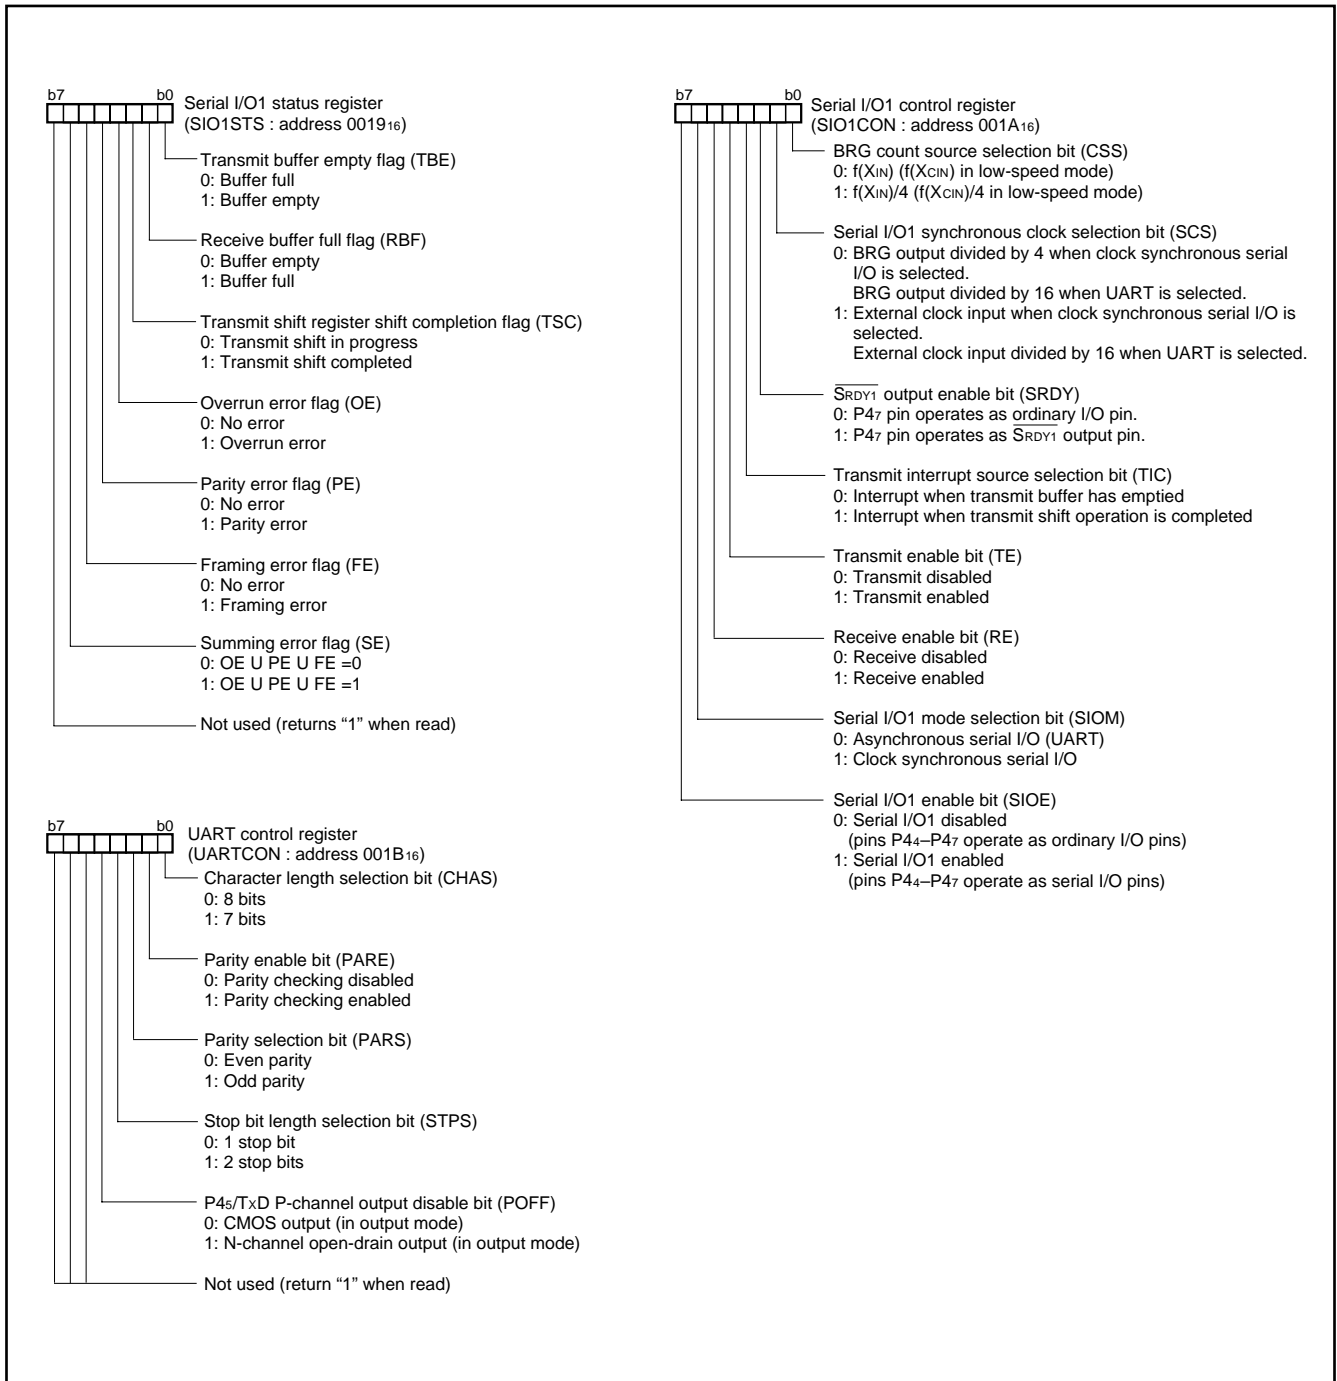 b7 b0
Serial I/O1 status register
(SIO1STS : address 0019₁₆)
Transmit buffer empty flag (TBE)
0: Buffer full
1: Buffer empty
Receive buffer full flag (RBF)
0: Buffer empty
1: Buffer full
Transmit shift register shift completion flag (TSC)
0: Transmit shift in progress
1: Transmit shift completed
Overrun error flag (OE)
0: No error
1: Overrun error
Parity error flag (PE)
0: No error
1: Parity error
Framing error flag (FE)
0: No error
1: Framing error
Summing error flag (SE)
0: OE U PE U FE =0
1: OE U PE U FE =1
Not used (returns “1” when read)
b7 b0
UART control register
(UARTCON : address 001B₁₆)
Character length selection bit (CHAS)
0: 8 bits
1: 7 bits
Parity enable bit (PARE)
0: Parity checking disabled
1: Parity checking enabled
Parity selection bit (PARS)
0: Even parity
1: Odd parity
Stop bit length selection bit (STPS)
0: 1 stop bit
1: 2 stop bits
P4₅/TxD P-channel output disable bit (POFF)
0: CMOS output (in output mode)
1: N-channel open-drain output (in output mode)
Not used (return “1” when read)
b7 b0
Serial I/O1 control register
(SIO1CON : address 001A₁₆)
BRG count source selection bit (CSS)
0: f(XIN) (f(XCIN) in low-speed mode)
1: f(XIN)/4 (f(XCIN)/4 in low-speed mode)
Serial I/O1 synchronous clock selection bit (SCS)
0: BRG output divided by 4 when clock synchronous serial
I/O is selected.
BRG output divided by 16 when UART is selected.
1: External clock input when clock synchronous serial I/O is
selected.
External clock input divided by 16 when UART is selected.
S̅R̅D̅Y̅1̅ output enable bit (SRDY)
0: P4₇ pin operates as ordinary I/O pin.
1: P4₇ pin operates as S̅R̅D̅Y̅1̅ output pin.
Transmit interrupt source selection bit (TIC)
0: Interrupt when transmit buffer has emptied
1: Interrupt when transmit shift operation is completed
Transmit enable bit (TE)
0: Transmit disabled
1: Transmit enabled
Receive enable bit (RE)
0: Receive disabled
1: Receive enabled
Serial I/O1 mode selection bit (SIOM)
0: Asynchronous serial I/O (UART)
1: Clock synchronous serial I/O
Serial I/O1 enable bit (SIOE)
0: Serial I/O1 disabled
(pins P4₄–P4₇ operate as ordinary I/O pins)
1: Serial I/O1 enabled
(pins P4₄–P4₇ operate as serial I/O pins)